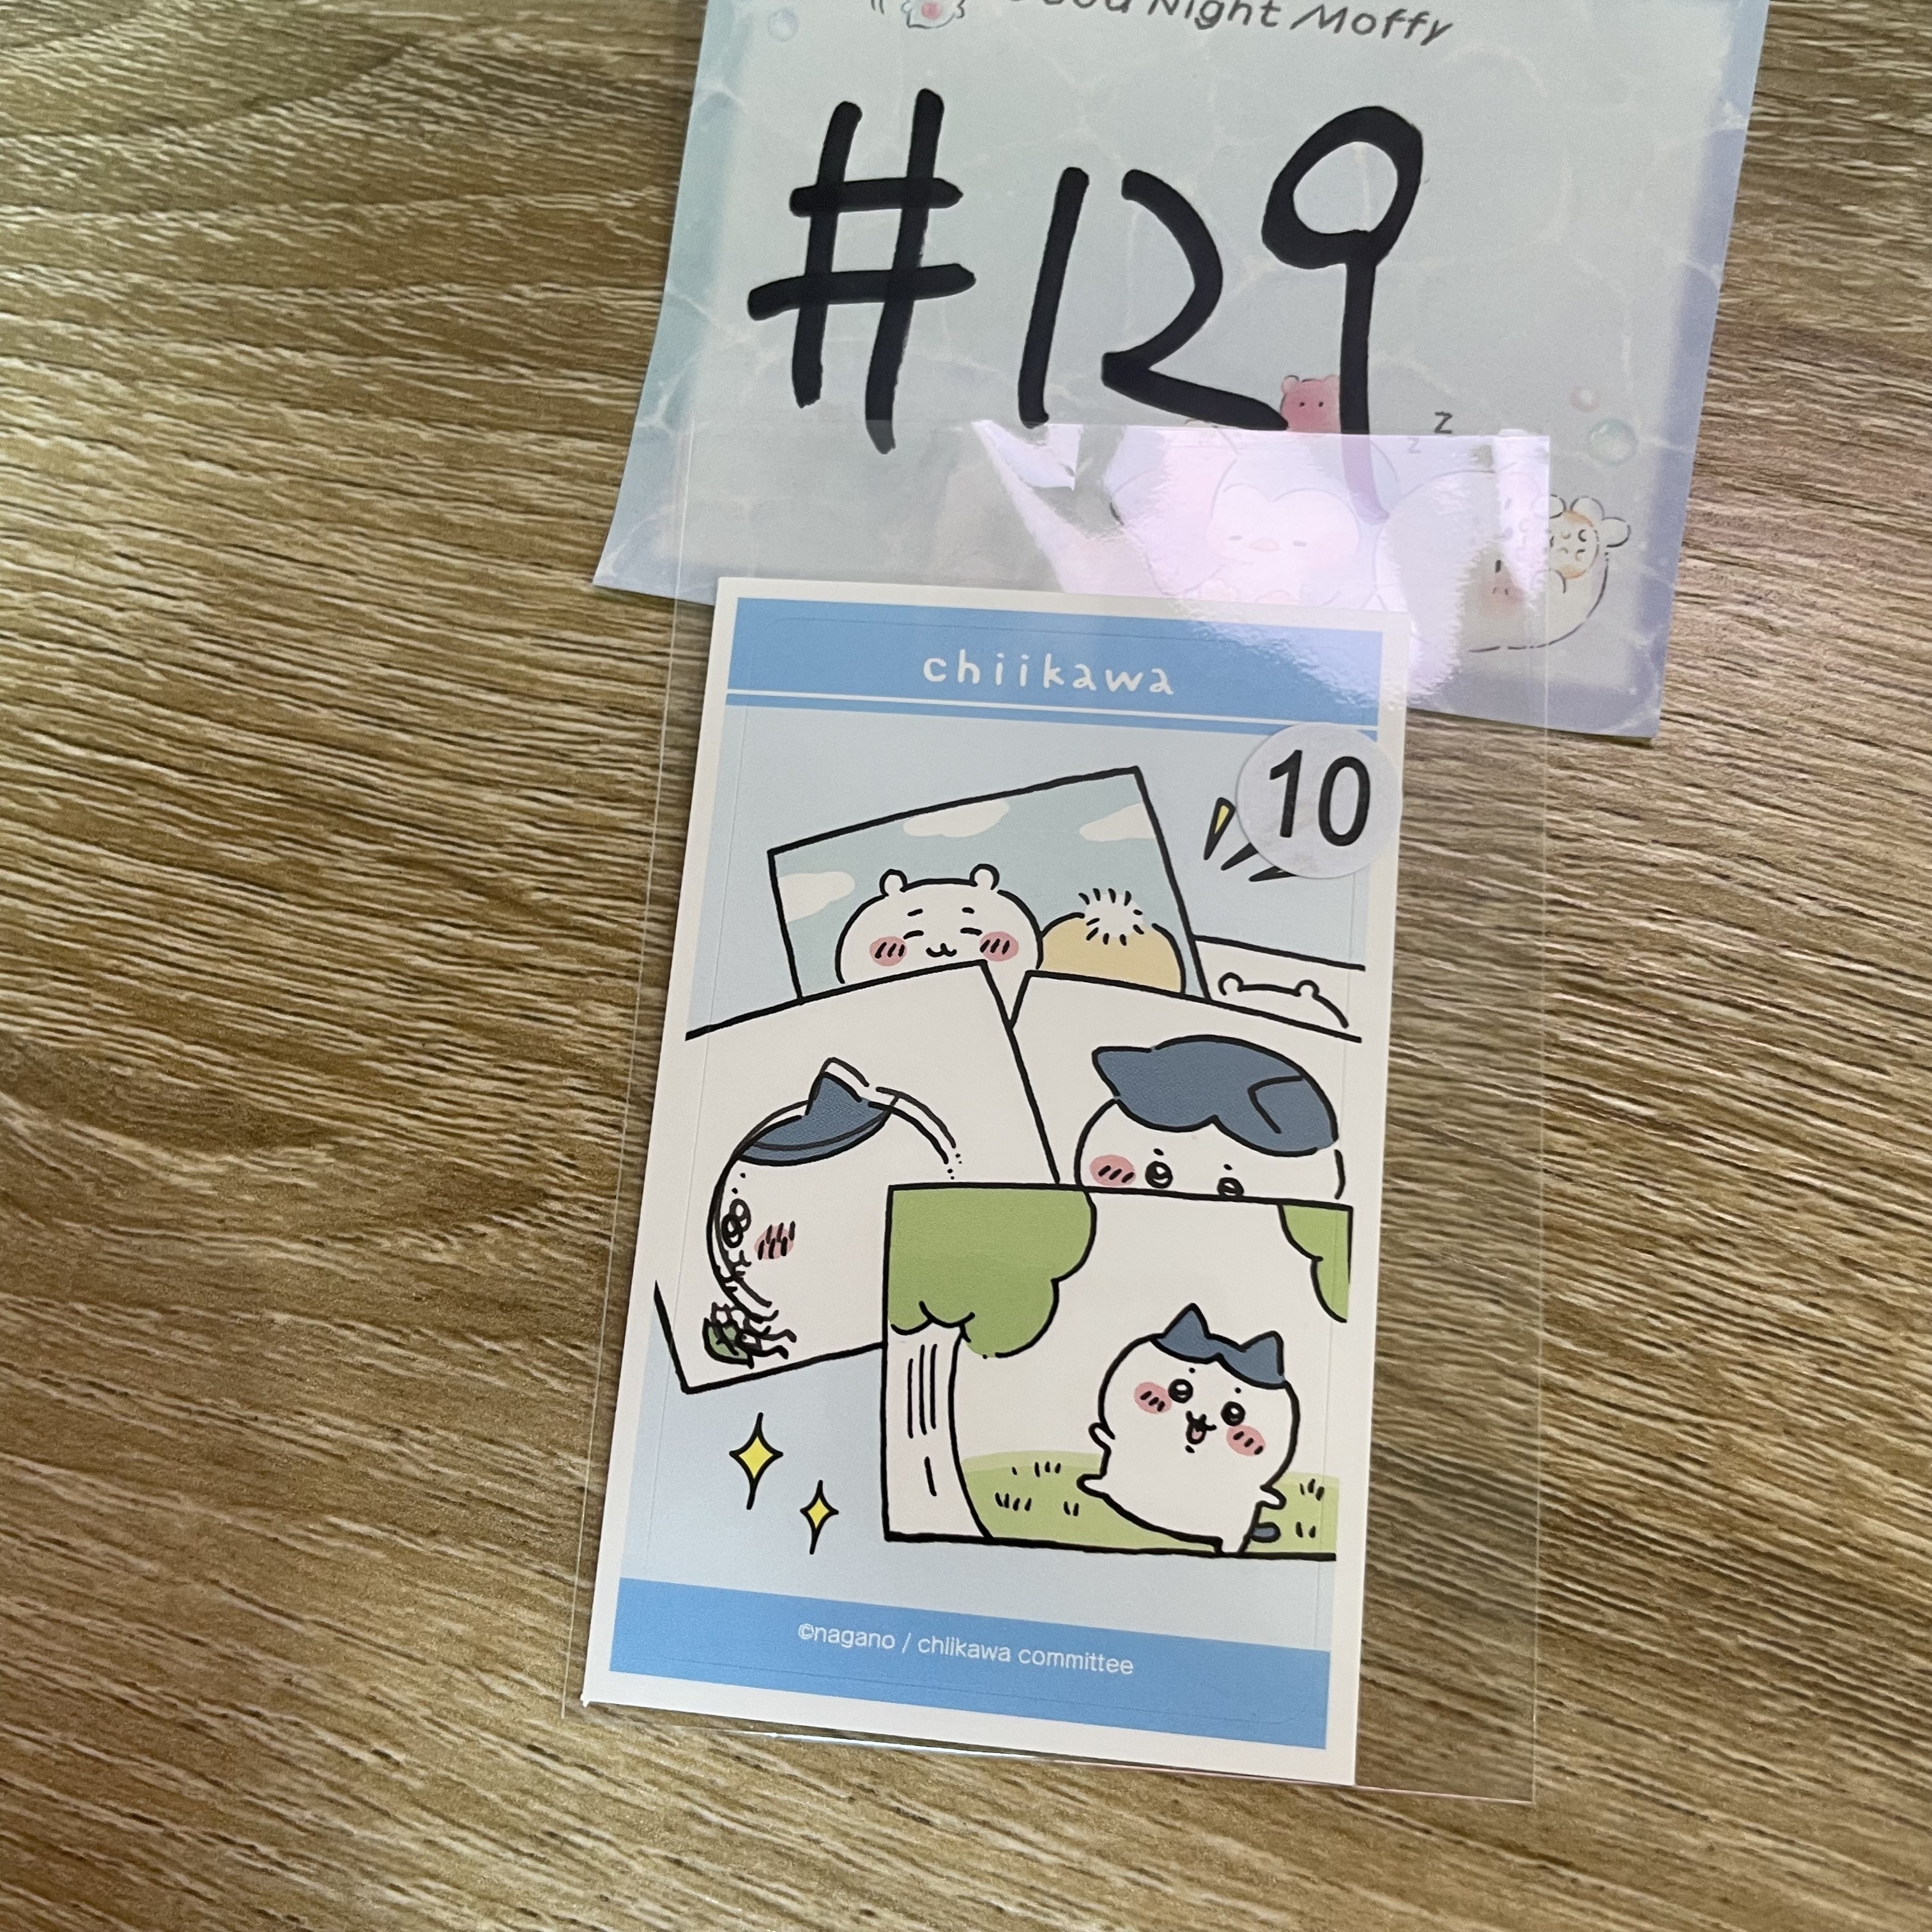 Good Night Moffy
#129
z
z
chiikawa
10
©nagano / chiikawa committee